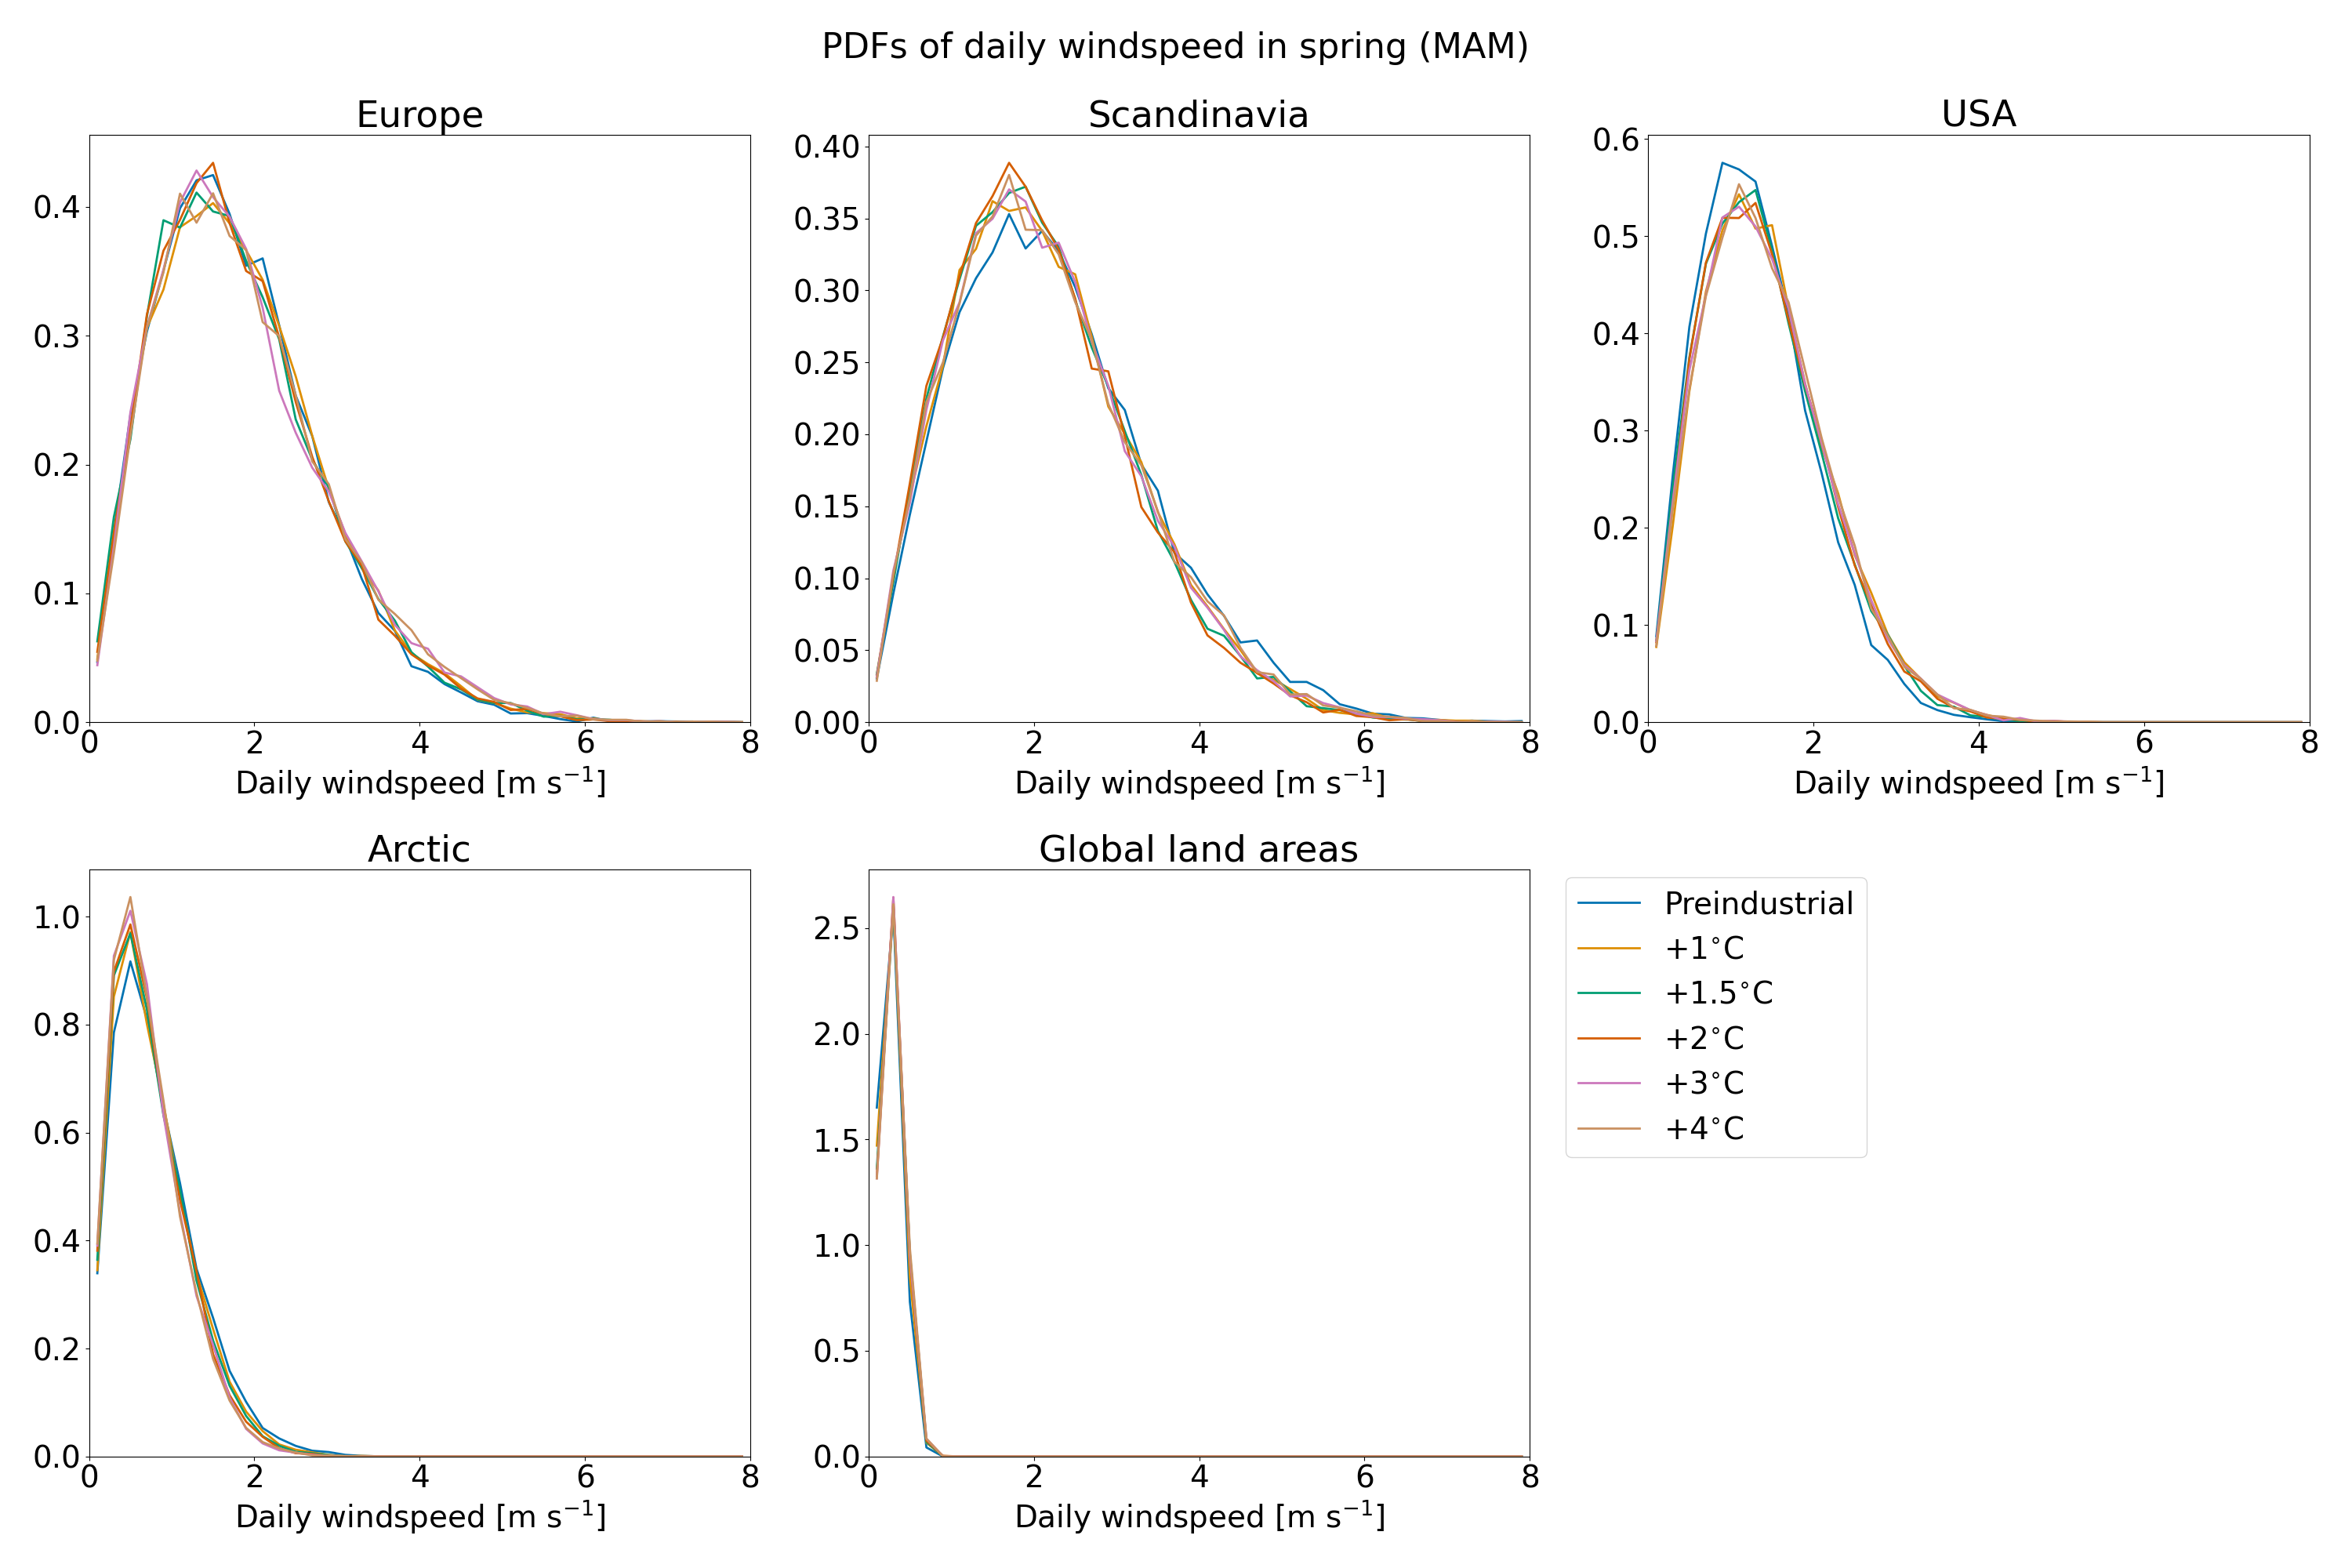 PDFs of daily windspeed in spring (MAM)
Europe
0.4
0.3
0.2
0.1
0.0
0 2 4 6 8
Daily windspeed [m s⁻¹]
Scandinavia
0.40
0.35
0.30
0.25
0.20
0.15
0.10
0.05
0.00
0 2 4 6 8
Daily windspeed [m s⁻¹]
USA
0.6
0.5
0.4
0.3
0.2
0.1
0.0
0 2 4 6 8
Daily windspeed [m s⁻¹]
Arctic
1.0
0.8
0.6
0.4
0.2
0.0
0 2 4 6 8
Daily windspeed [m s⁻¹]
Global land areas
2.5
2.0
1.5
1.0
0.5
0.0
0 2 4 6 8
Daily windspeed [m s⁻¹]
Preindustrial
+1°C
+1.5°C
+2°C
+3°C
+4°C